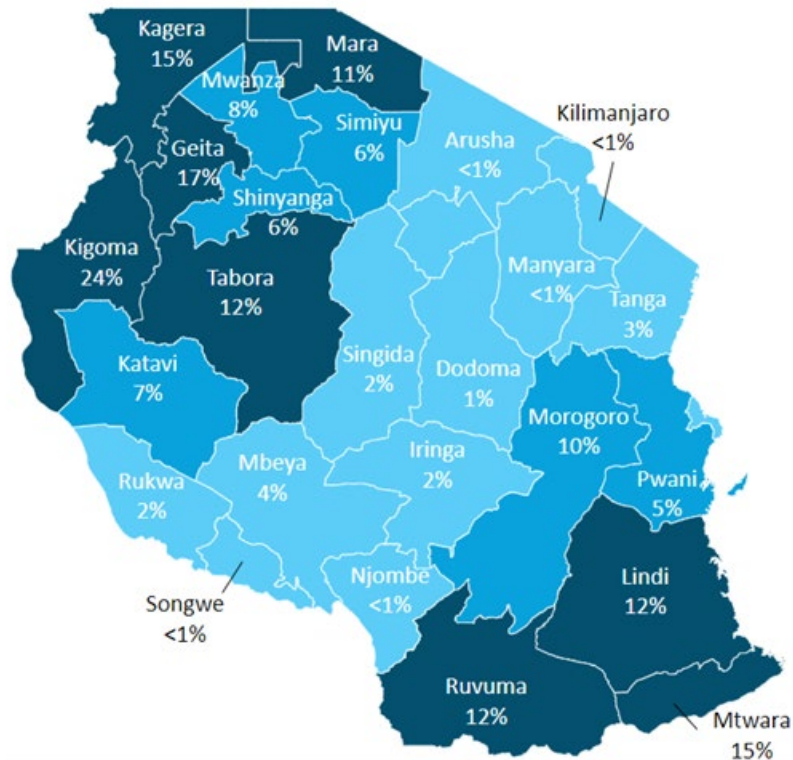 Kagera
15%
Mara
11%
Mwanza
8%
Simiyu
6%
Kilimanjaro
<1%
Arusha
<1%
Geita
17%
Shinyanga
6%
Kigoma
24%
Tabora
12%
Manyara
<1%
Tanga
3%
Katavi
7%
Singida
2%
Dodoma
1%
Morogoro
10%
Rukwa
2%
Mbeya
4%
Iringa
2%
Pwani
5%
Songwe
<1%
Njombe
<1%
Lindi
12%
Ruvuma
12%
Mtwara
15%